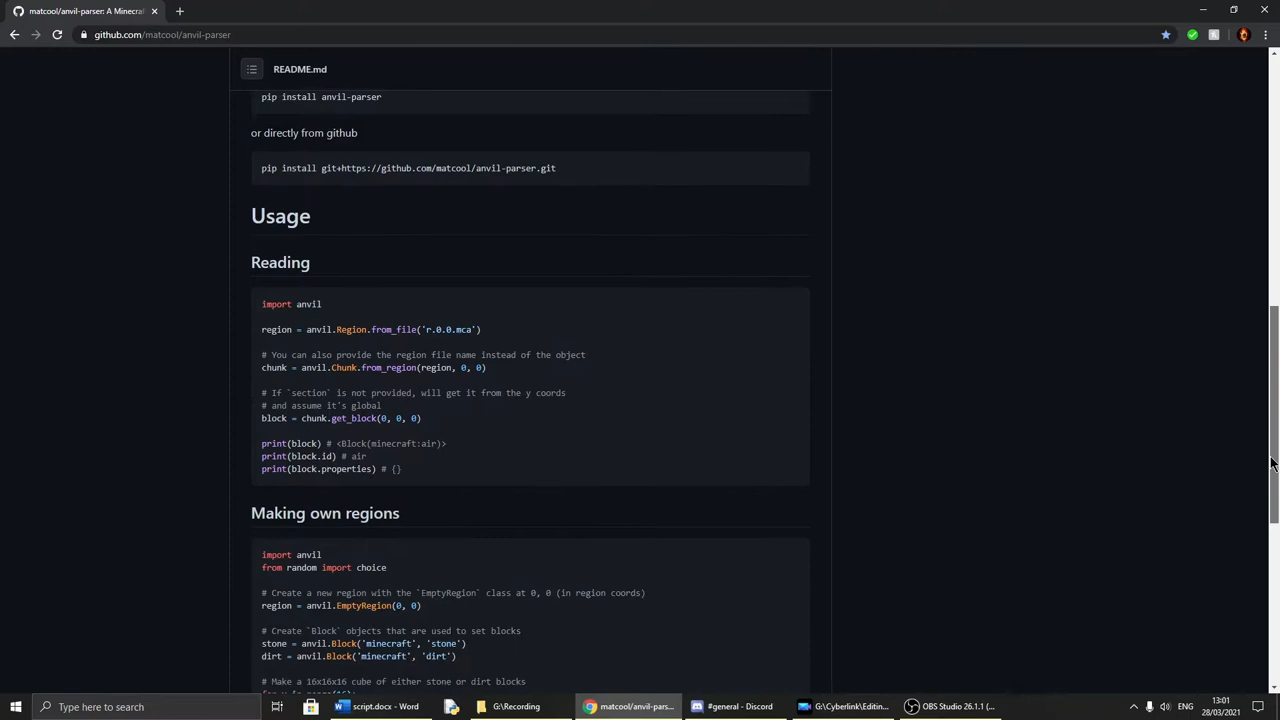 matcool/anvil-parser: A Minecraf
github.com/matcool/anvil-parser
README.md
pip install anvil-parser
or directly from github
pip install git+https://github.com/matcool/anvil-parser.git
Usage
Reading
import anvil
region = anvil.Region.from_file('r.0.0.mca')
# You can also provide the region file name instead of the object
chunk = anvil.Chunk.from_region(region, 0, 0)
# If `section` is not provided, will get it from the y coords
# and assume it's global
block = chunk.get_block(0, 0, 0)
print(block) # <Block(minecraft:air)>
print(block.id) # air
print(block.properties) # {}
Making own regions
import anvil
from random import choice
# Create a new region with the `EmptyRegion` class at 0, 0 (in region coords)
region = anvil.EmptyRegion(0, 0)
# Create `Block` objects that are used to set blocks
stone = anvil.Block('minecraft', 'stone')
dirt = anvil.Block('minecraft', 'dirt')
# Make a 16x16x16 cube of either stone or dirt blocks
Type here to search
script.docx - Word
G:\Recording
matcool/anvil-pars...
#general - Discord
G:\Cyberlink\Editin...
OBS Studio 26.1.1 (...
ENG
13:01
28/03/2021